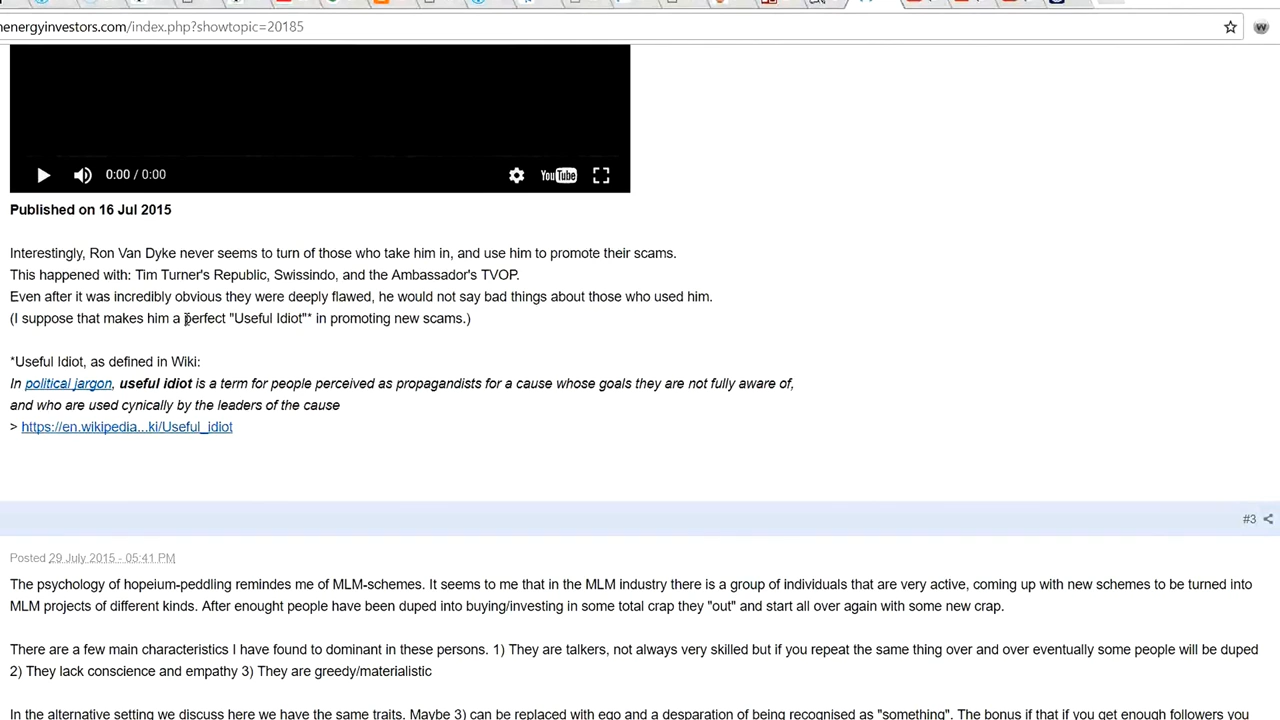 nenergyinvestors.com/index.php?showtopic=20185
0:00 / 0:00
YouTube
Published on 16 Jul 2015
Interestingly, Ron Van Dyke never seems to turn of those who take him in, and use him to promote their scams.
This happened with: Tim Turner's Republic, Swissindo, and the Ambassador's TVOP.
Even after it was incredibly obvious they were deeply flawed, he would not say bad things about those who used him.
(I suppose that makes him a perfect "Useful Idiot"* in promoting new scams.)
*Useful Idiot, as defined in Wiki:
In political jargon, useful idiot is a term for people perceived as propagandists for a cause whose goals they are not fully aware of,
and who are used cynically by the leaders of the cause
> https://en.wikipedia...ki/Useful_idiot
#3
Posted 29 July 2015 - 05:41 PM
The psychology of hopeium-peddling remindes me of MLM-schemes. It seems to me that in the MLM industry there is a group of individuals that are very active, coming up with new schemes to be turned into
MLM projects of different kinds. After enought people have been duped into buying/investing in some total crap they "out" and start all over again with some new crap.
There are a few main characteristics I have found to dominant in these persons. 1) They are talkers, not always very skilled but if you repeat the same thing over and over eventually some people will be duped
2) They lack conscience and empathy 3) They are greedy/materialistic
In the alternative setting we discuss here we have the same traits. Maybe 3) can be replaced with ego and a desparation of being recognised as "something". The bonus if that if you get enough followers you